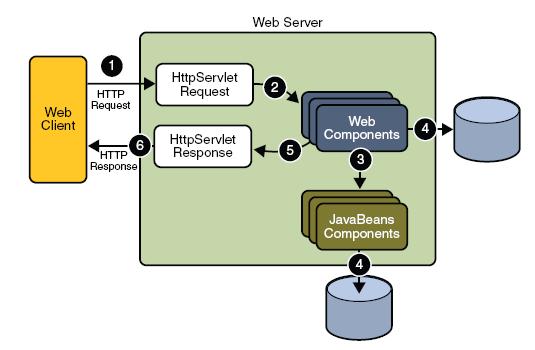 Web Server
1
HTTP
Request
HttpServlet
Request
2
Web
Client
Web
Components
4
HttpServlet
Response
6
HTTP
Response
5
3
JavaBeans
Components
4